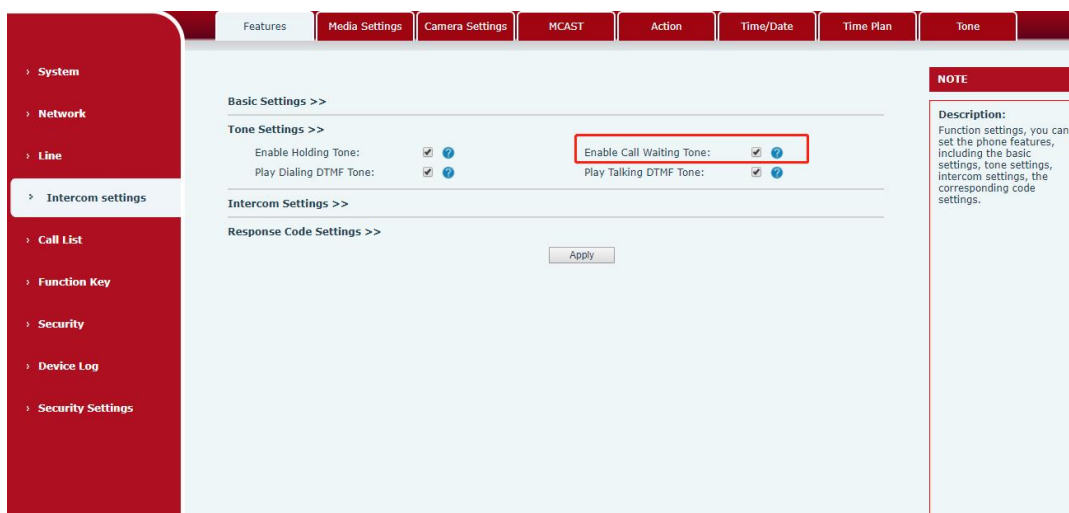 Features
Media Settings
Camera Settings
MCAST
Action
Time/Date
Time Plan
Tone
› System
› Network
› Line
› Intercom settings
› Call List
› Function Key
› Security
› Device Log
› Security Settings
Basic Settings >>
Tone Settings >>
Enable Holding Tone:
Enable Call Waiting Tone:
Play Dialing DTMF Tone:
Play Talking DTMF Tone:
Intercom Settings >>
Response Code Settings >>
Apply
NOTE
Description:
Function settings, you can
set the phone features,
including the basic
settings, tone settings,
intercom settings, the
corresponding code
settings.